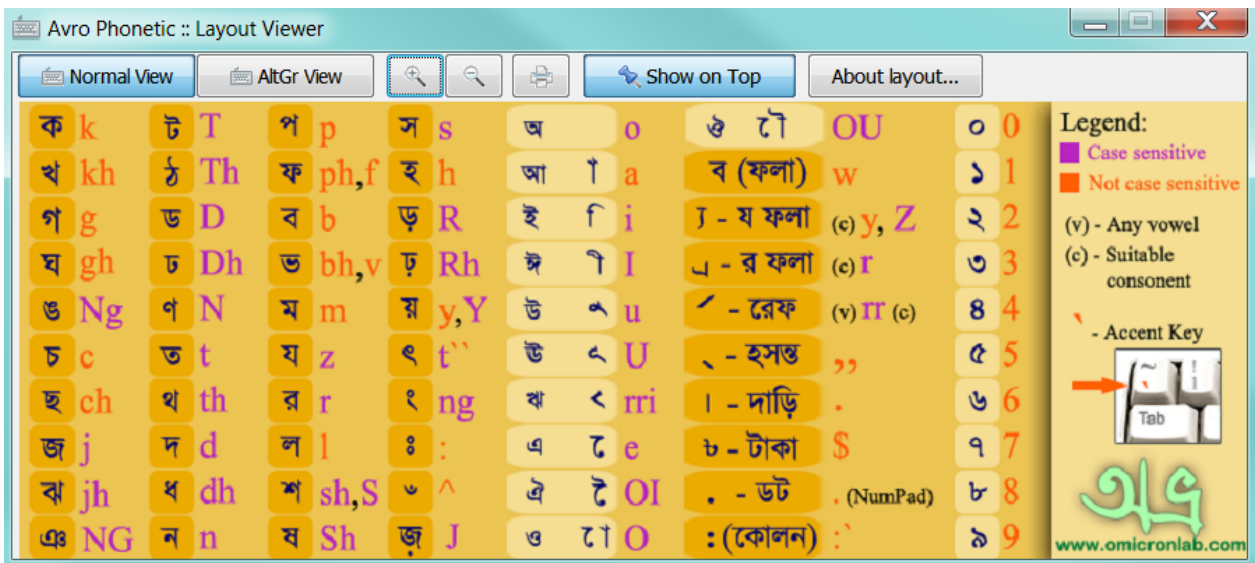 Avro Phonetic :: Layout Viewer
Normal View AltGr View Show on Top About layout...
ক k ট T প p স s অ o ঔ ৌ OU ০ 0
খ kh ঠ Th ফ ph,f হ h আ া a ব (ফলা) w ১ 1
গ g ড D ব b ড় R ই ি i ্য - য ফলা (c) y, Z ২ 2
ঘ gh ঢ Dh ভ bh,v ঢ় Rh ঈ ী I ্র - র ফলা (c) r ৩ 3
ঙ Ng ণ N ম m য় y,Y উ ু u র্ - রেফ (v) rr (c) ৪ 4
চ c ত t য z ৎ t`` ঊ ূ U ্ - হসন্ত ,, ৫ 5
ছ ch থ th র r ং ng ঋ ৃ rri । - দাড়ি . ৬ 6
জ j দ d ল l ঃ : এ ে e ৳ - টাকা $ ৭ 7
ঝ jh ধ dh শ sh,S ঁ ^ ঐ ৈ OI . - ডট . (NumPad) ৮ 8
ঞ NG ন n ষ Sh জ় J ও ো O : (কোলন) :` ৯ 9
Legend:
Case sensitive
Not case sensitive
(v) - Any vowel
(c) - Suitable
consonent
` - Accent Key
~ !
` 1
Tab
অভ্র
www.omicronlab.com